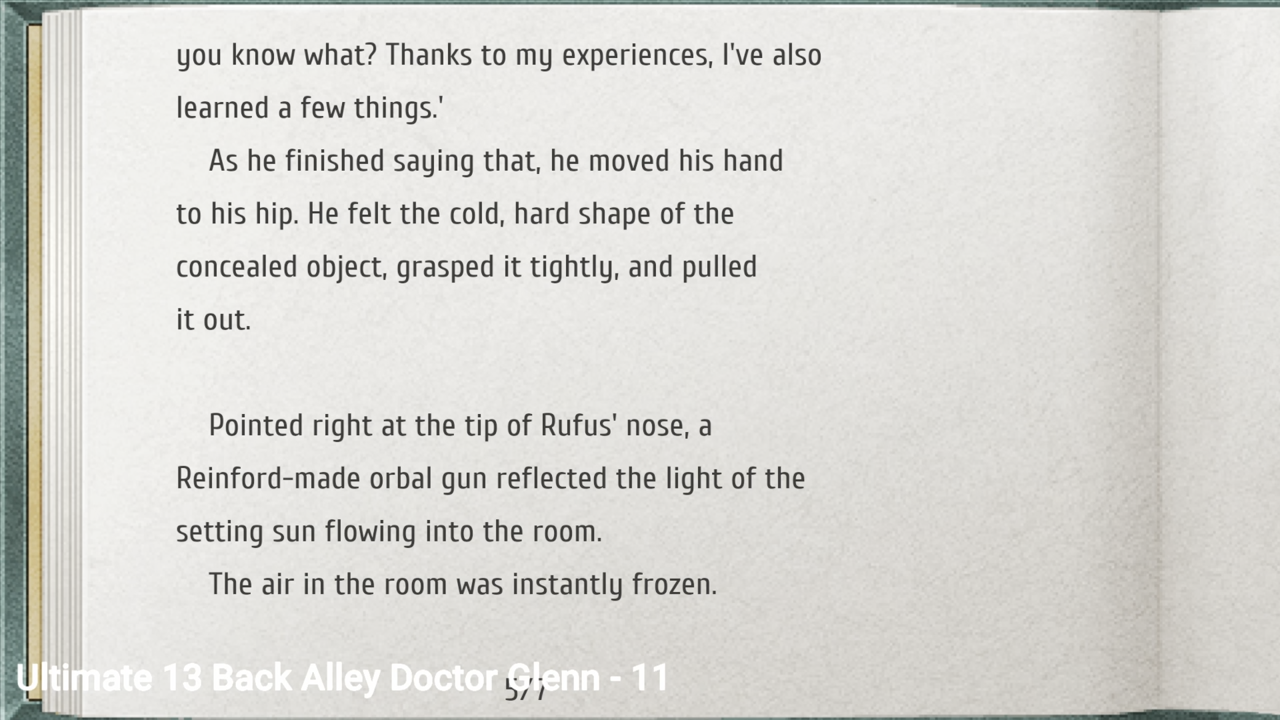 you know what? Thanks to my experiences, I've also
learned a few things.'
As he finished saying that, he moved his hand
to his hip. He felt the cold, hard shape of the
concealed object, grasped it tightly, and pulled
it out.
Pointed right at the tip of Rufus' nose, a
Reinford-made orbal gun reflected the light of the
setting sun flowing into the room.
The air in the room was instantly frozen.
Ultimate 13 Back Alley Doctor Glenn - 11
5/7